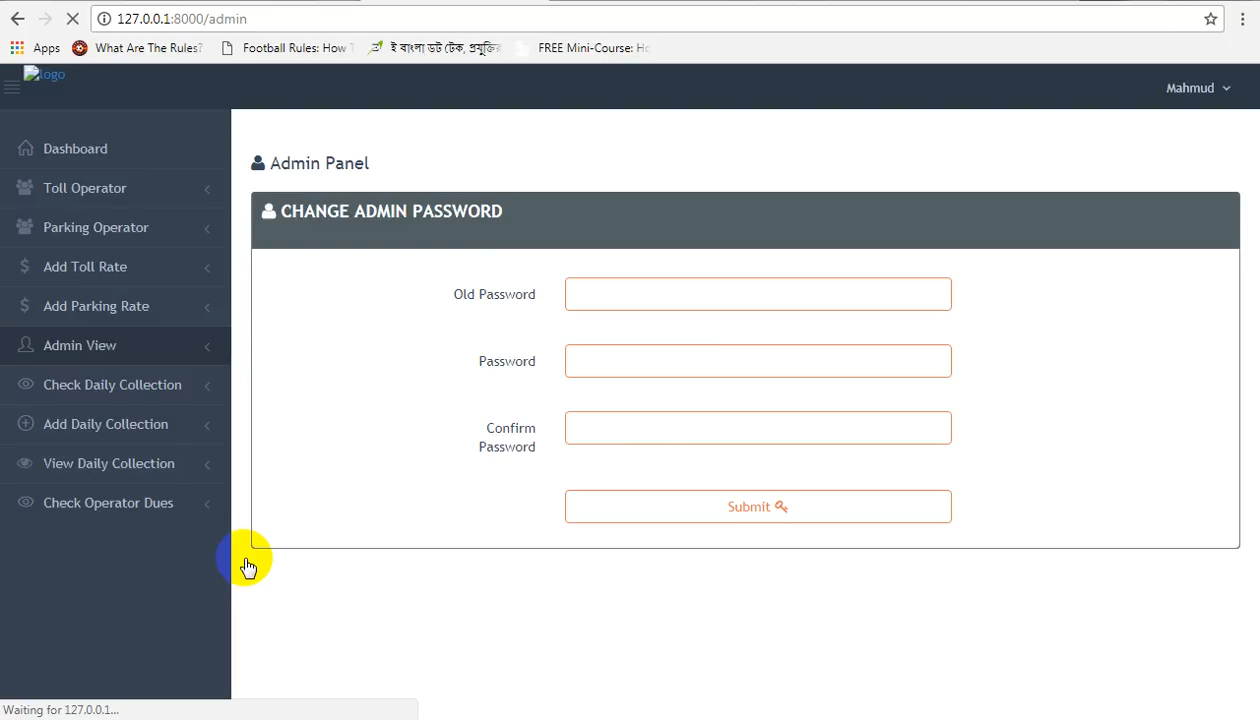 127.0.0.1:8000/admin
Apps What Are The Rules? Football Rules: How T ই বাংলা ডট টেক, প্রযুক্তির FREE Mini-Course: Ho
logo
Mahmud
Dashboard
Toll Operator
Parking Operator
Add Toll Rate
Add Parking Rate
Admin View
Check Daily Collection
Add Daily Collection
View Daily Collection
Check Operator Dues
Admin Panel
CHANGE ADMIN PASSWORD
Old Password
Password
Confirm
Password
Submit
Waiting for 127.0.0.1...